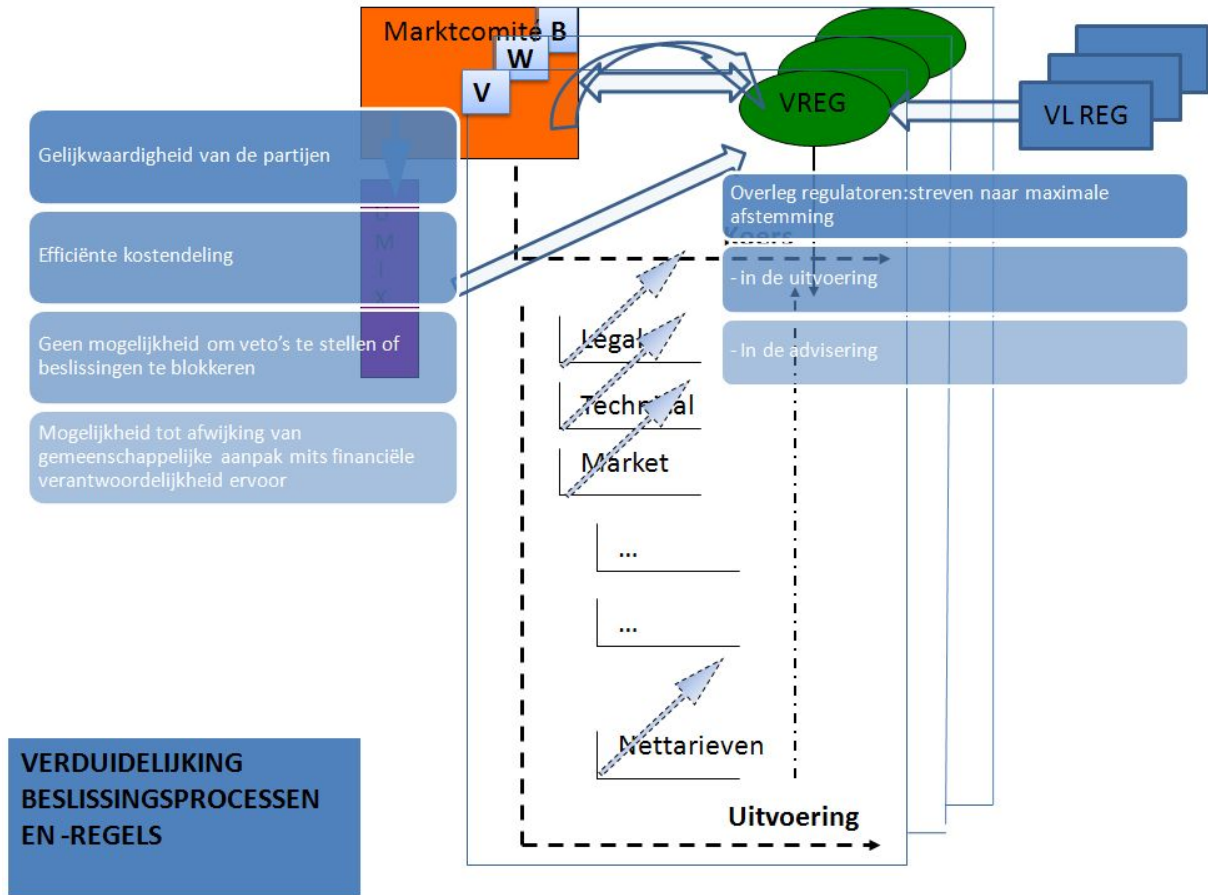 Marktcomité B
W
V
VREG
VL REG
Gelijkwaardigheid van de partijen
Overleg regulatoren:streven naar maximale
afstemming
Koers
Efficiënte kostendeling
M
I
X
- in de uitvoering
Geen mogelijkheid om veto's te stellen of
beslissingen te blokkeren
Legal
- In de advisering
Technical
Mogelijkheid tot afwijking van
gemeenschappelijke aanpak mits financiële
verantwoordelijkheid ervoor
Market
...
...
Nettarieven
VERDUIDELIJKING
BESLISSINGSPROCESSEN
EN -REGELS
Uitvoering